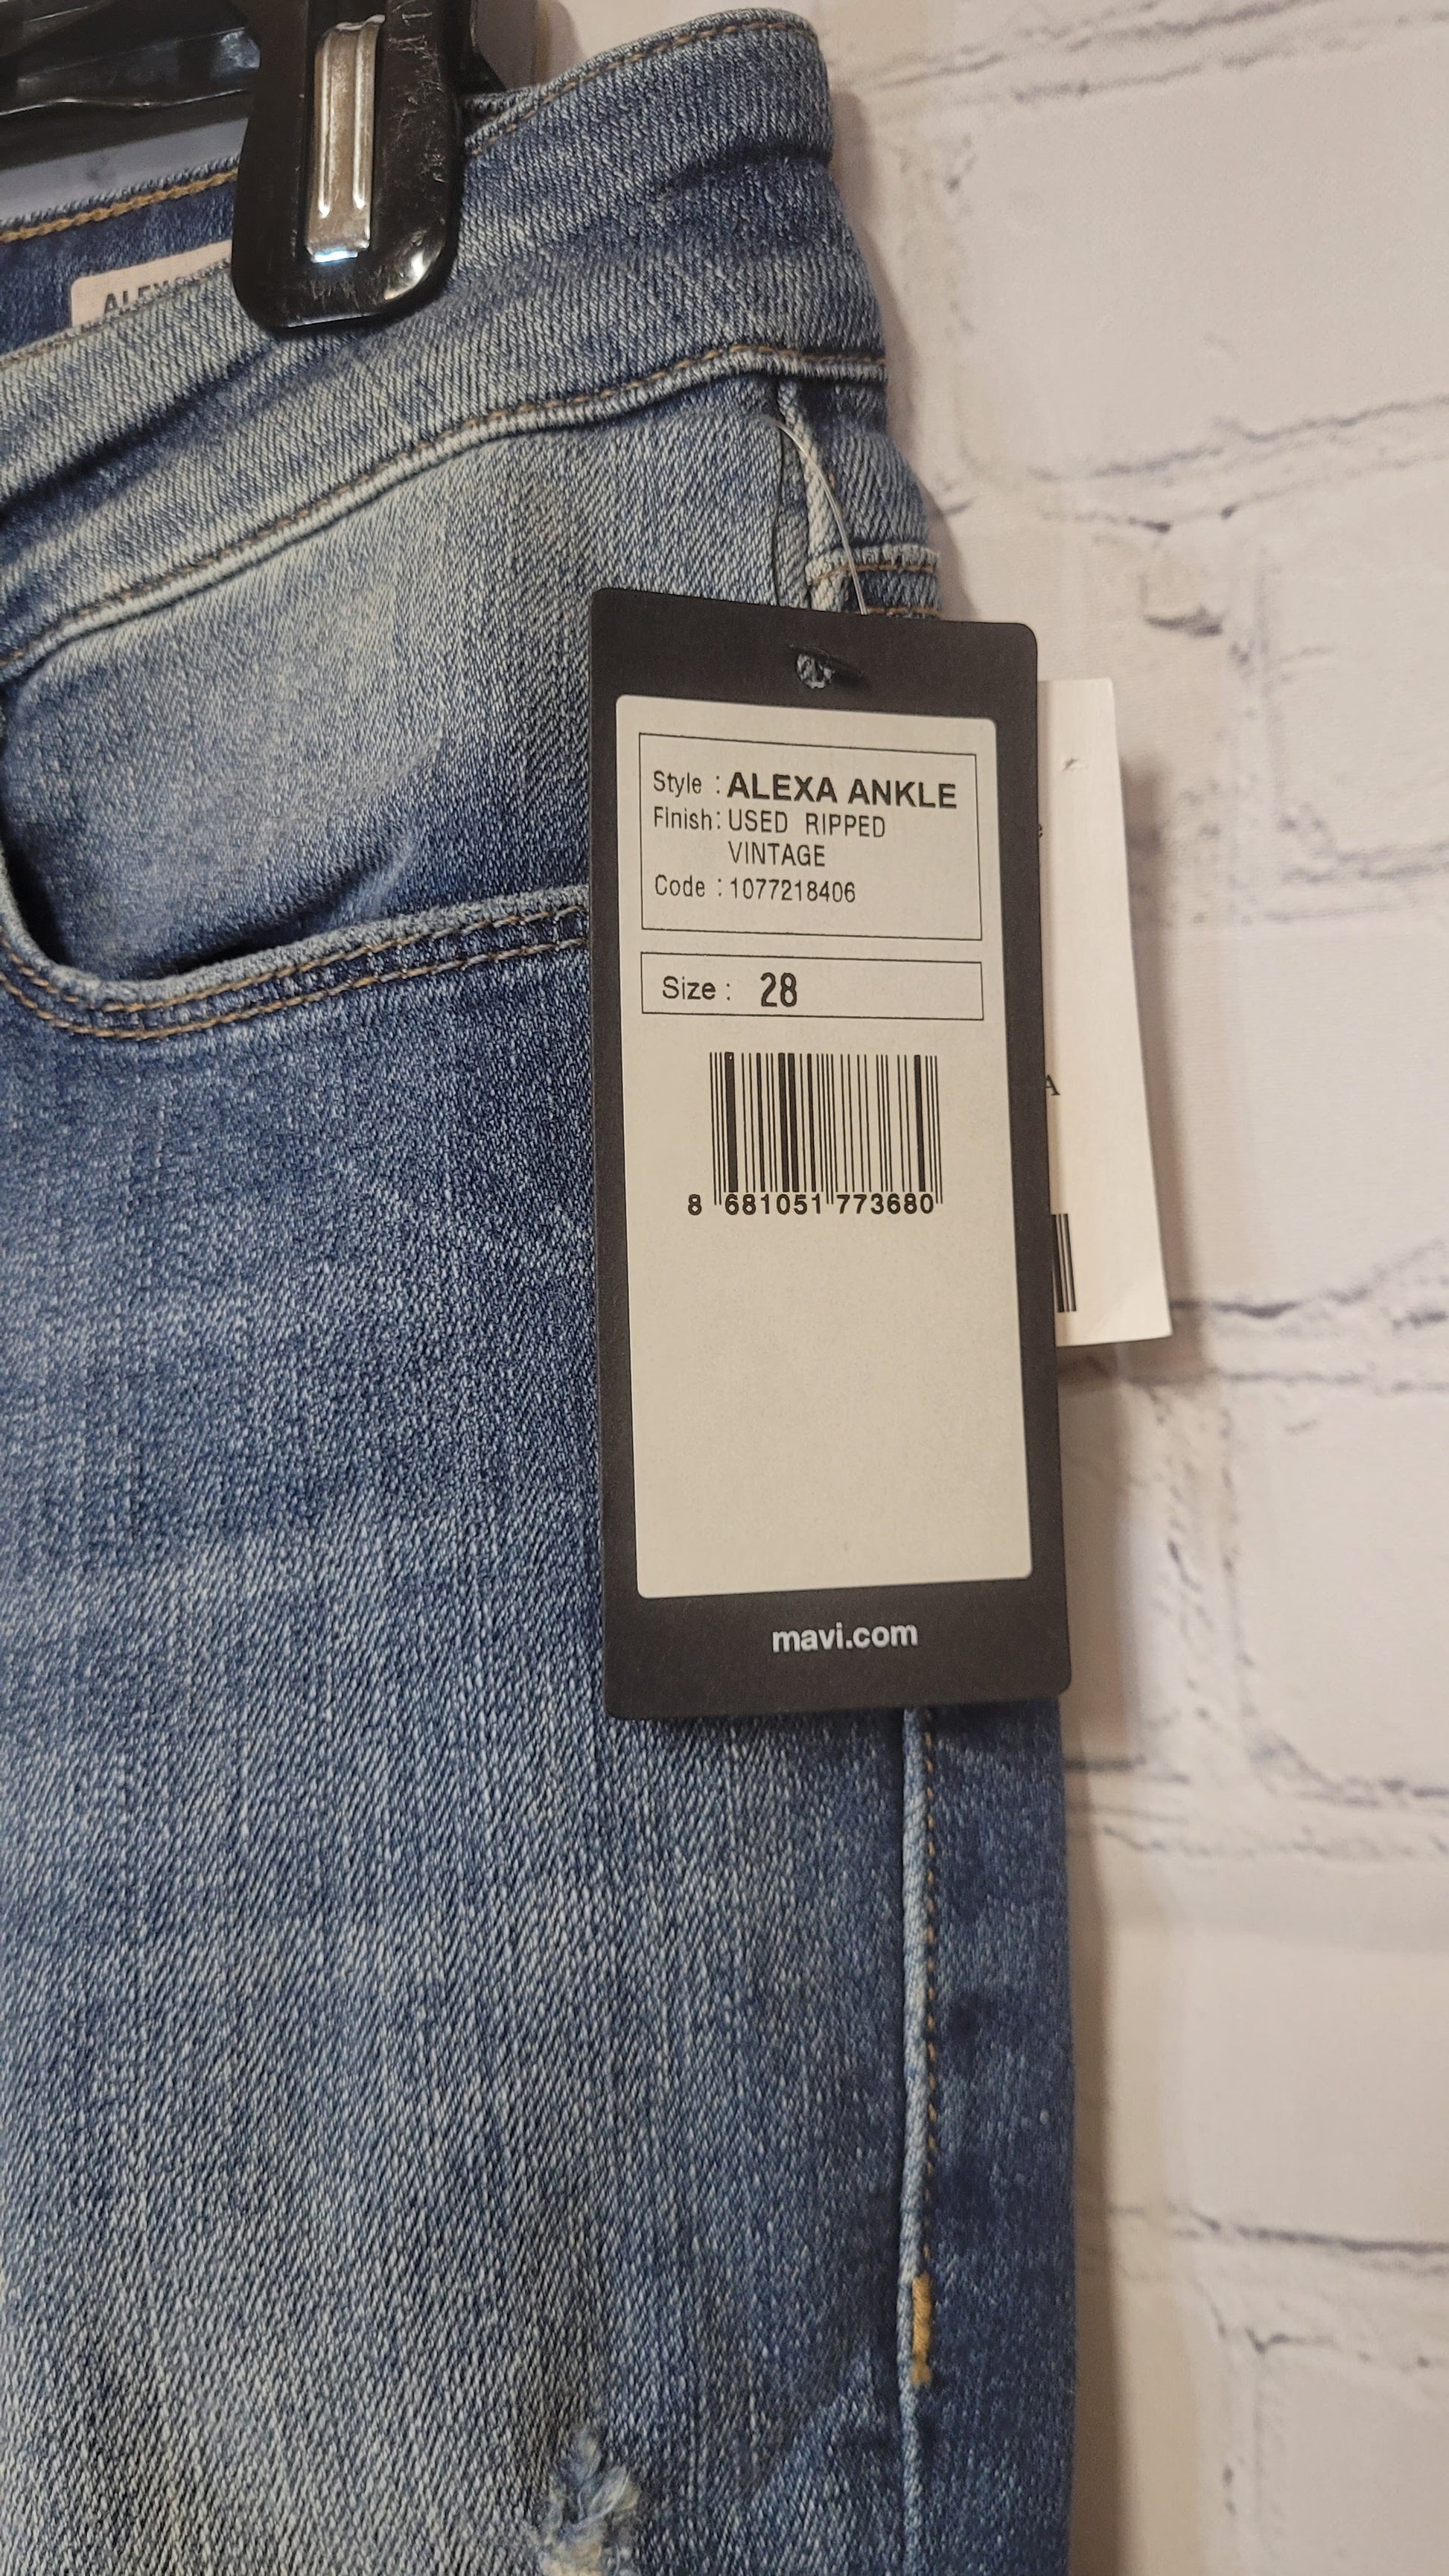 Style : ALEXA ANKLE
Finish: USED RIPPED
VINTAGE
Code : 1077218406
Size : 28
8 681051 773680
mavi.com